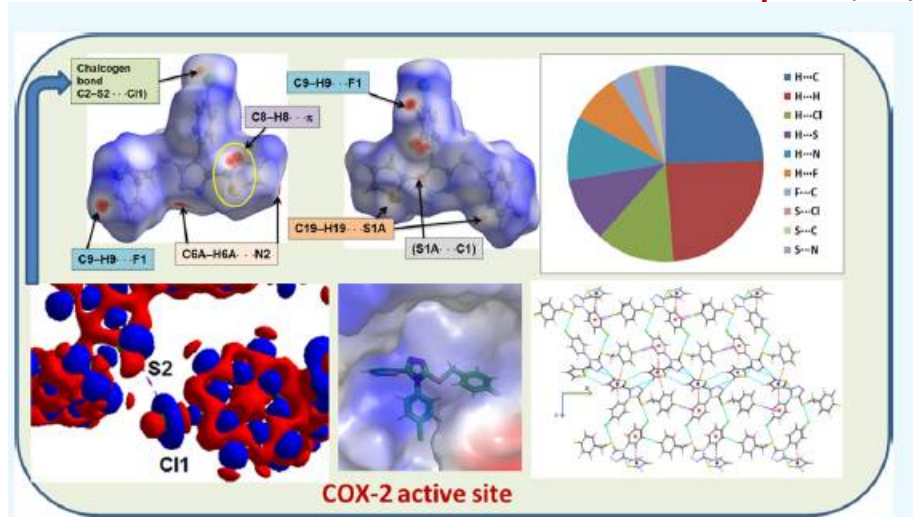 Chalcogen
bond
C2–S2 ··· Cl1)
C9–H9 ··· F1
C8–H8 ··· π
C9–H9 ··· F1
C6A–H6A ··· N2
C19–H19 ··· S1A
(S1A ··· C1)
H···C
H···H
H···Cl
H···S
H···N
H···F
F···C
S···Cl
S···C
S···N
S2
Cl1
COX-2 active site